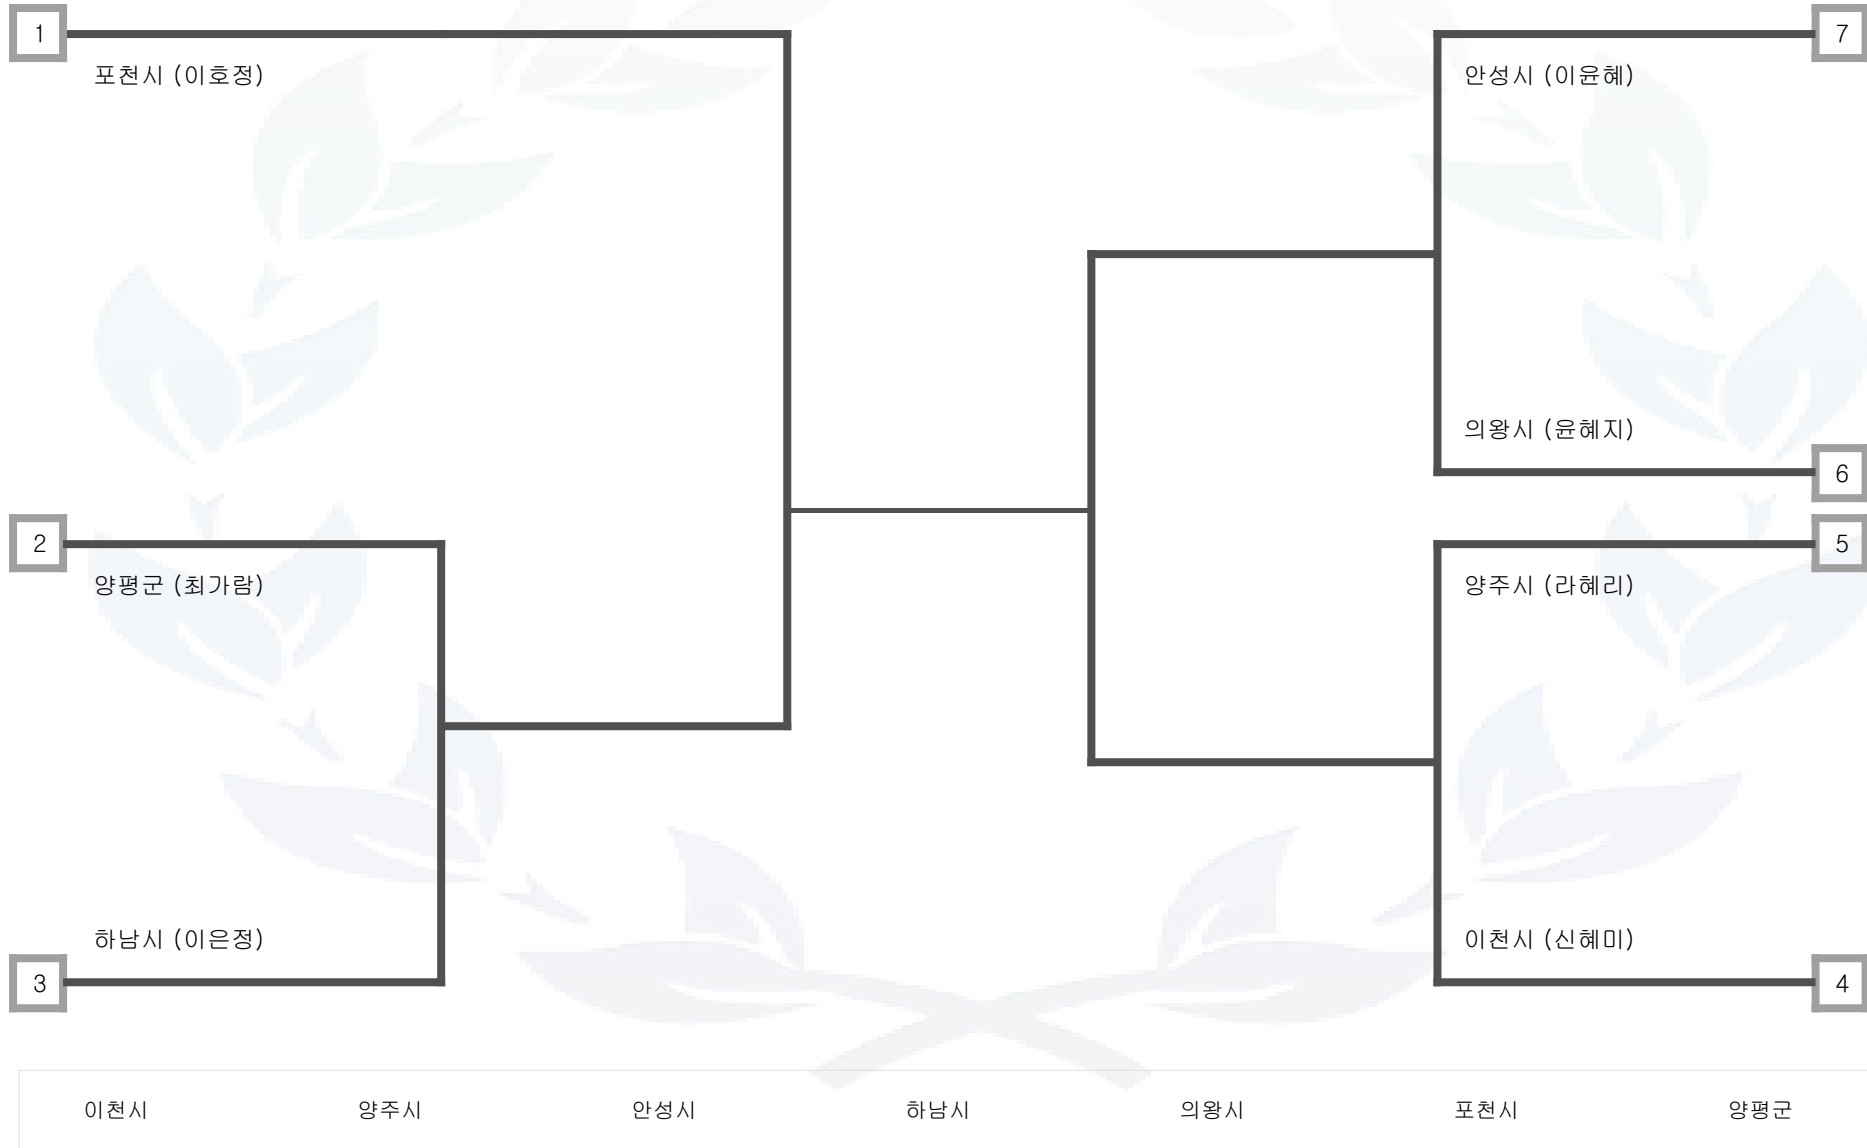 1
7
포천시 (이호정)
안성시 (이윤혜)
의왕시 (윤혜지)
6
2
5
양평군 (최가람)
양주시 (라혜리)
하남시 (이은정)
이천시 (신혜미)
3
4
이천시 양주시 안성시 하남시 의왕시 포천시 양평군